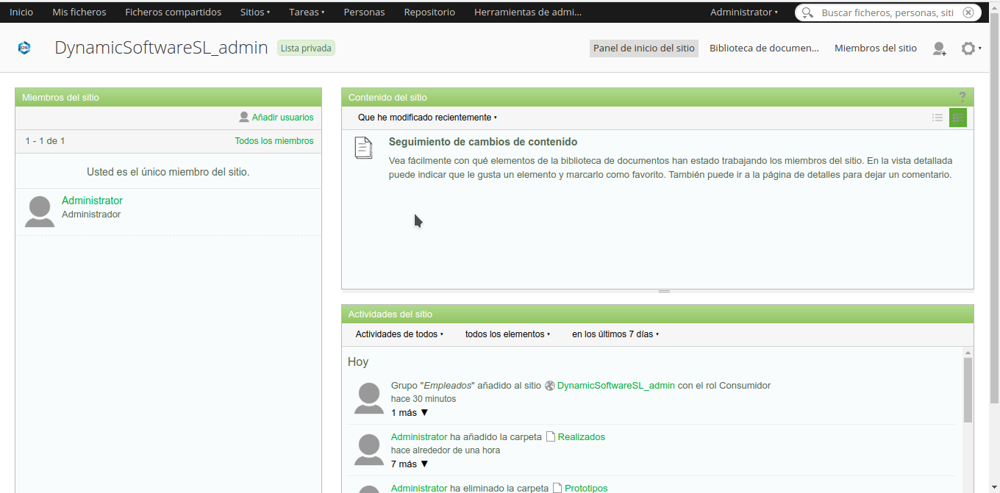 Inicio Mis ficheros Ficheros compartidos Sitios Tareas Personas Repositorio Herramientas de admi... Administrator Buscar ficheros, personas, siti
DS DynamicSoftwareSL_admin Lista privada Panel de inicio del sitio Biblioteca de documen... Miembros del sitio
Miembros del sitio
Añadir usuarios
1 - 1 de 1 Todos los miembros
Usted es el único miembro del sitio.
Administrator
Administrador
Contenido del sitio ?
Que he modificado recientemente
Seguimiento de cambios de contenido
Vea fácilmente con qué elementos de la biblioteca de documentos han estado trabajando los miembros del sitio. En la vista detallada
puede indicar que le gusta un elemento y marcarlo como favorito. También puede ir a la página de detalles para dejar un comentario.
Actividades del sitio
Actividades de todos todos los elementos en los últimos 7 días
Hoy
Grupo "Empleados" añadido al sitio DynamicSoftwareSL_admin con el rol Consumidor
hace 30 minutos
1 más ▼
Administrator ha añadido la carpeta Realizados
hace alrededor de una hora
7 más ▼
Administrator ha eliminado la carpeta Prototipos